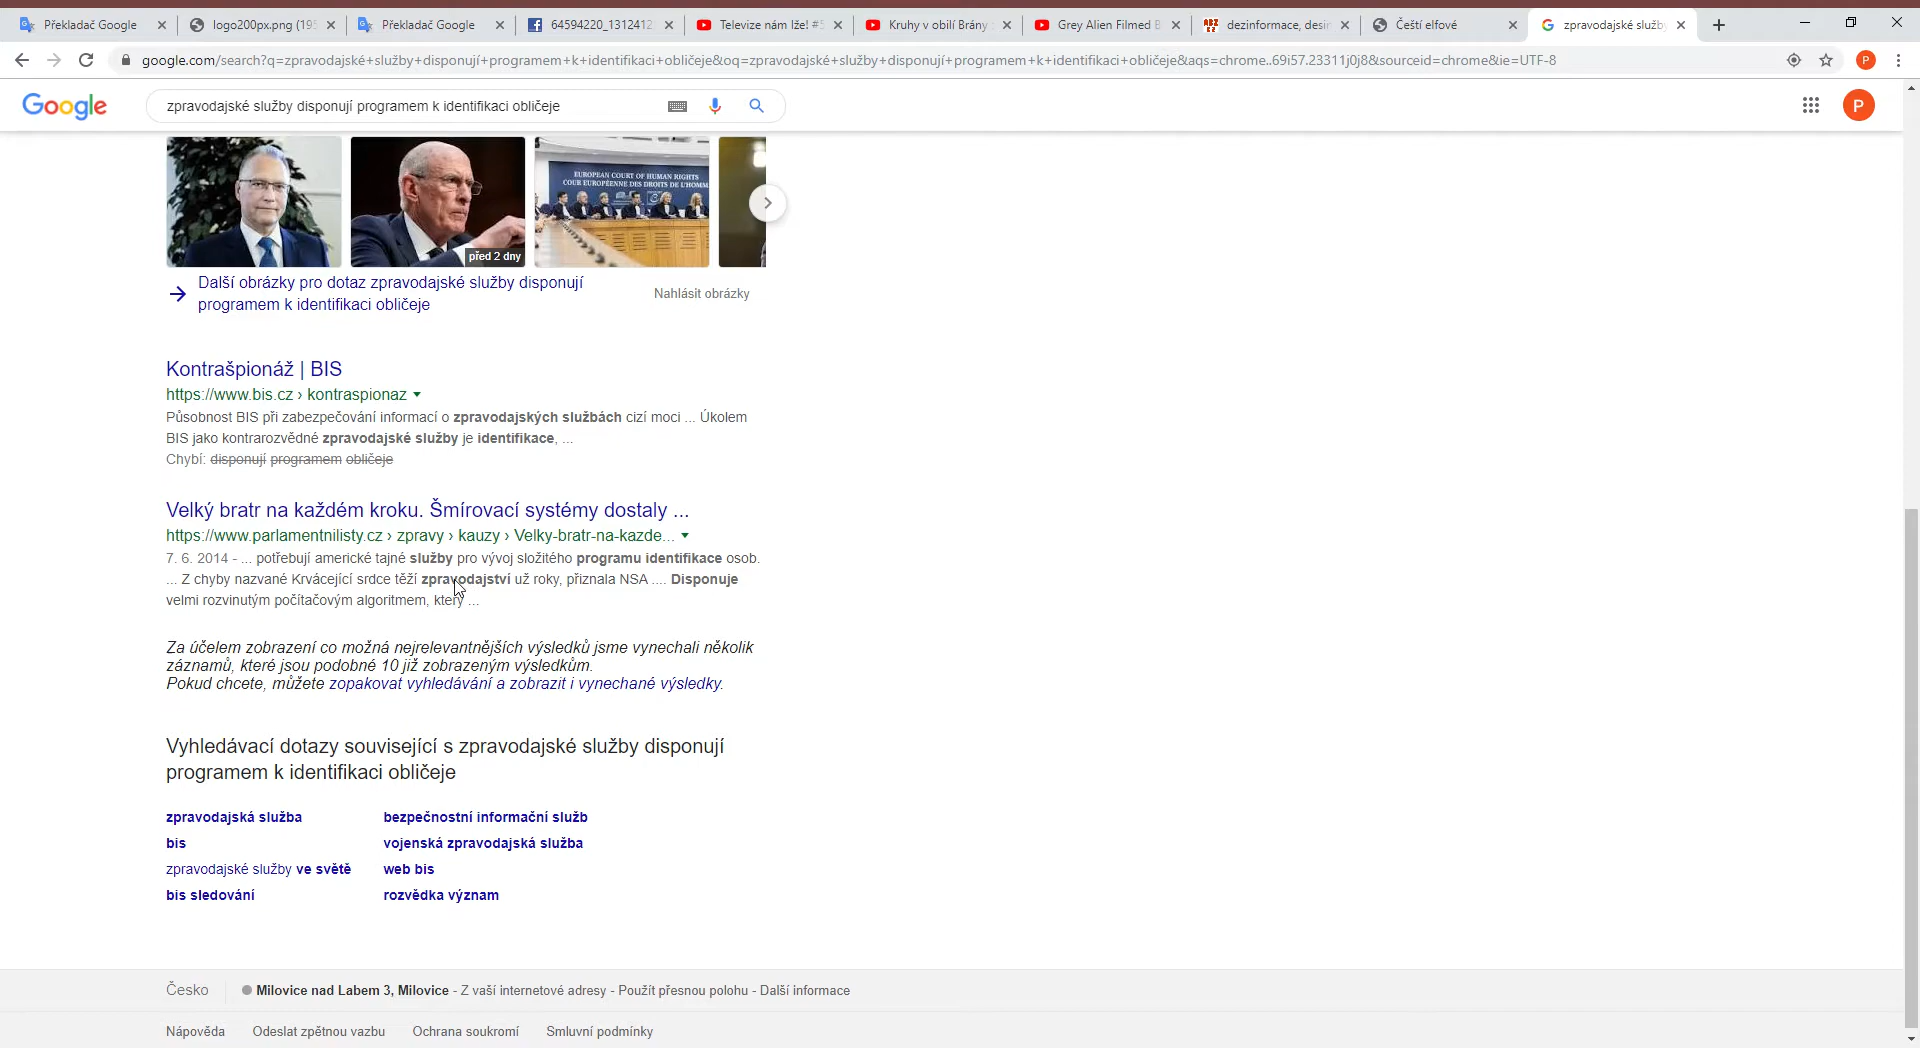 Překladač Google
logo200px.png (195
Překladač Google
64594220_1312412
Televize nám lže! #5
Kruhy v obilí Brány
Grey Alien Filmed B
dezinformace, desin
Čeští elfové
zpravodajské služby
google.com/search?q=zpravodajské+služby+disponují+programem+k+identifikaci+obličeje&oq=zpravodajské+služby+disponují+programem+k+identifikaci+obličeje&aqs=chrome..69i57.23311j0j8&sourceid=chrome&ie=UTF-8
P
Google
zpravodajské služby disponují programem k identifikaci obličeje
P
EUROPEAN COURT OF HUMAN RIGHTS
COUR EUROPÉENNE DES DROITS DE L'HOMM
před 2 dny
Další obrázky pro dotaz zpravodajské služby disponují
programem k identifikaci obličeje
Nahlásit obrázky
Kontrašpionáž | BIS
https://www.bis.cz › kontraspionaz
Působnost BIS při zabezpečování informací o zpravodajských službách cizí moci ... Úkolem
BIS jako kontrarozvědné zpravodajské služby je identifikace, ...
Chybí: disponují programem obličeje
Velký bratr na každém kroku. Šmírovací systémy dostaly ...
https://www.parlamentnilisty.cz › zpravy › kauzy › Velky-bratr-na-kazde...
7. 6. 2014 - ... potřebují americké tajné služby pro vývoj složitého programu identifikace osob.
... Z chyby nazvané Krvácející srdce těží zpravodajství už roky, přiznala NSA .... Disponuje
velmi rozvinutým počítačovým algoritmem, který ...
Za účelem zobrazení co možná nejrelevantnějších výsledků jsme vynechali několik
záznamů, které jsou podobné 10 již zobrazeným výsledkům.
Pokud chcete, můžete zopakovat vyhledávání a zobrazit i vynechané výsledky.
Vyhledávací dotazy související s zpravodajské služby disponují
programem k identifikaci obličeje
zpravodajská služba
bezpečnostní informační služb
bis
vojenská zpravodajská služba
zpravodajské služby ve světě
web bis
bis sledování
rozvědka význam
Česko
Milovice nad Labem 3, Milovice - Z vaší internetové adresy - Použít přesnou polohu - Další informace
Nápověda
Odeslat zpětnou vazbu
Ochrana soukromí
Smluvní podmínky